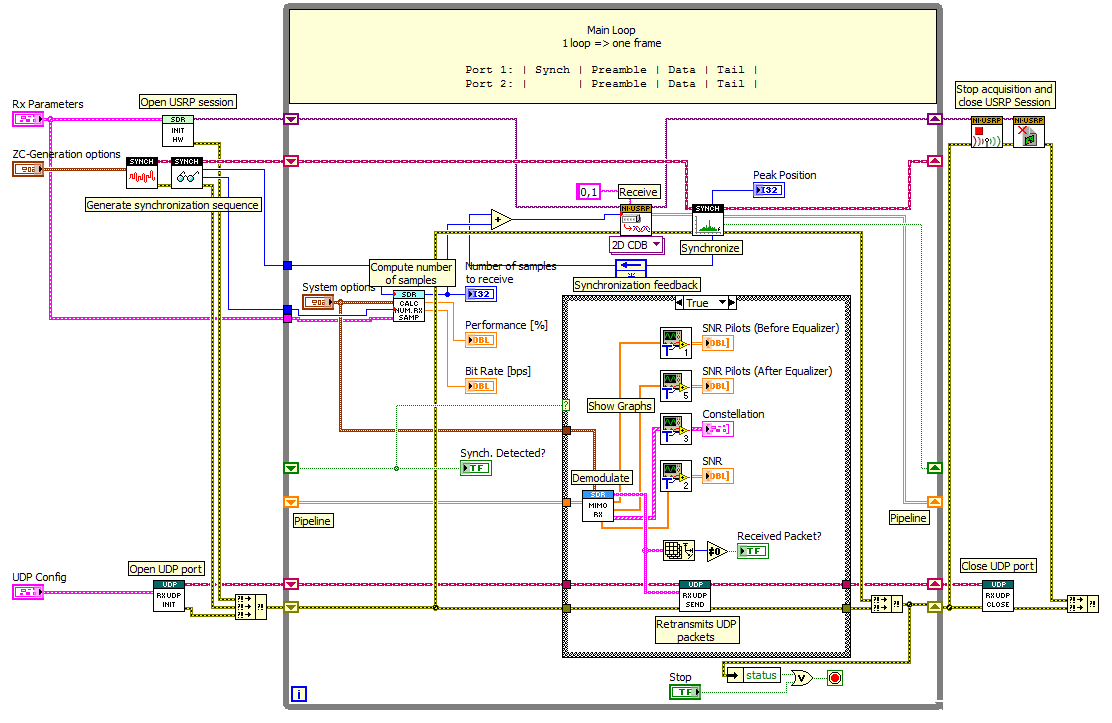 Main Loop
1 loop => one frame
Port 1: | Synch | Preamble | Data | Tail |
Port 2: |       | Preamble | Data | Tail |
Rx Parameters
Open USRP session
SDR
INIT
HW
Stop acquisition and
close USRP Session
NI-USRP
NI-USRP
ZC-Generation options
SYNCH
SYNCH
Generate synchronization sequence
Peak Position
I32
0,1
Receive
NI-USRP
2D CDB
SYNCH
Synchronize
Synchronization feedback
Compute number
of samples
Number of samples
to receive
I32
System options
SDR
CALC
NUM.RX
SAMP
Performance [%]
DBL
Bit Rate [bps]
DBL
True
SNR Pilots (Before Equalizer)
DBL
1
SNR Pilots (After Equalizer)
DBL
5
Show Graphs
?
Constellation
3
Synch. Detected?
TF
SNR
DBL
2
Demodulate
SDR
MIMO
RX
Pipeline
Pipeline
Received Packet?
≠0
TF
UDP Config
Open UDP port
UDP
RX UDP
INIT
UDP
RX UDP
SEND
Retransmits UDP
packets
Close UDP port
UDP
RX UDP
CLOSE
Stop
TF
status
V
i